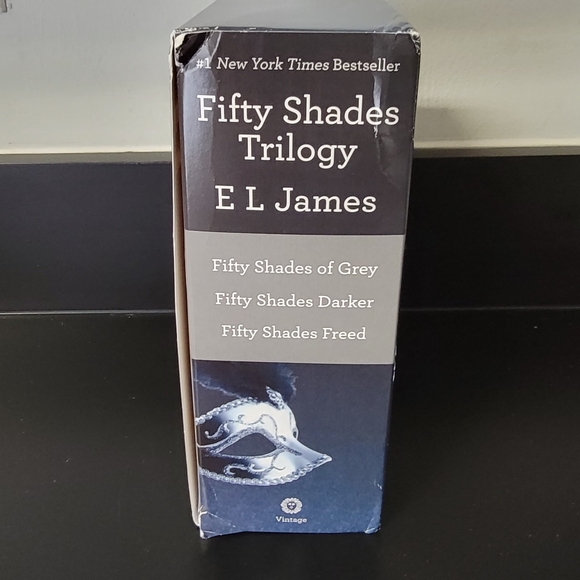 #1 New York Times Bestseller
Fifty Shades
Trilogy
E L James
Fifty Shades of Grey
Fifty Shades Darker
Fifty Shades Freed
Vintage